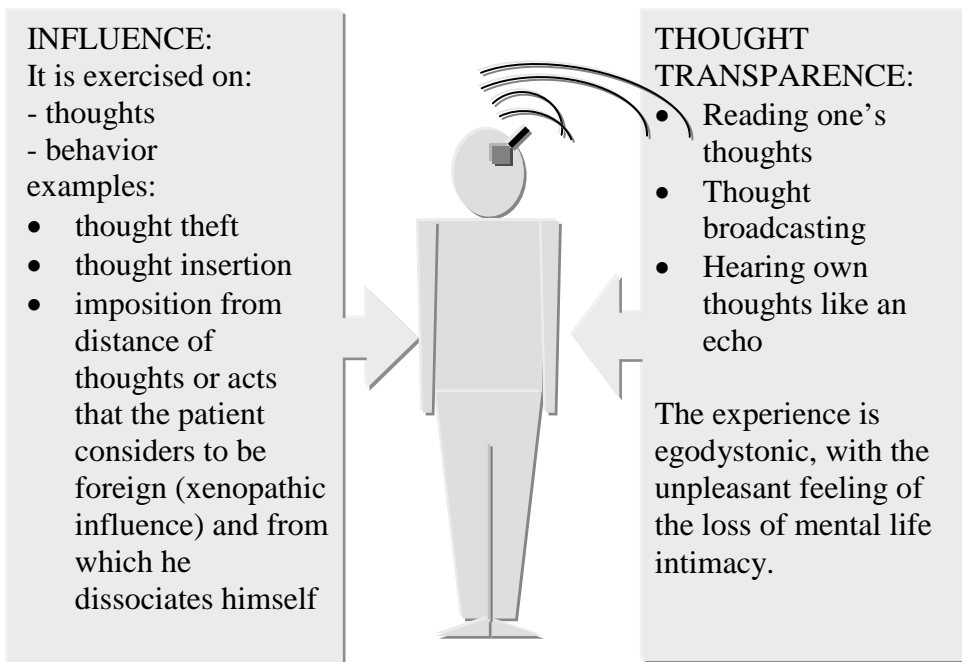 INFLUENCE:
It is exercised on:
- thoughts
- behavior
examples:
• thought theft
• thought insertion
• imposition from
distance of
thoughts or acts
that the patient
considers to be
foreign (xenopathic
influence) and from
which he
dissociates himself
THOUGHT
TRANSPARENCE:
• Reading one’s
thoughts
• Thought
broadcasting
• Hearing own
thoughts like an
echo
The experience is
egodystonic, with the
unpleasant feeling of
the loss of mental life
intimacy.